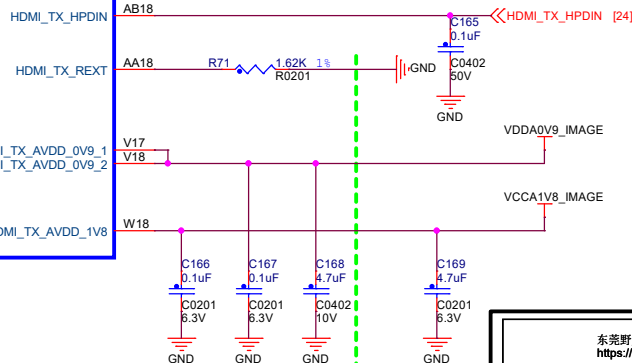 HDMI_TX_HPDIN
AB18
HDMI_TX_HPDIN [24]
C165
0.1uF
C0402
50V
GND
HDMI_TX_REXT
AA18
R71
1.62K 1%
R0201
GND
VDDA0V9_IMAGE
I_TX_AVDD_0V9_1
V17
I_TX_AVDD_0V9_2
V18
VCCA1V8_IMAGE
DMI_TX_AVDD_1V8
W18
C166
0.1uF
C0201
6.3V
GND
C167
0.1uF
C0201
6.3V
GND
C168
4.7uF
C0402
10V
GND
C169
4.7uF
C0201
6.3V
GND
东莞野
https://